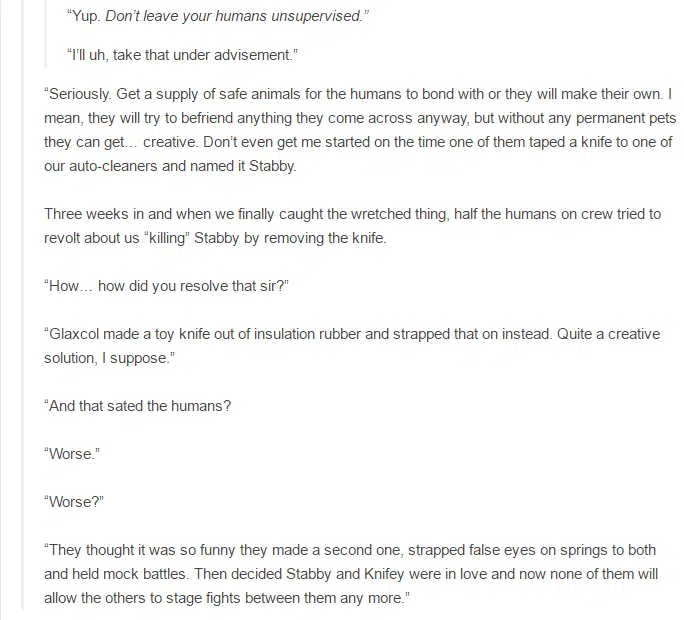 “Yup. Don’t leave your humans unsupervised.”
“I’ll uh, take that under advisement.”
“Seriously. Get a supply of safe animals for the humans to bond with or they will make their own. I
mean, they will try to befriend anything they come across anyway, but without any permanent pets
they can get… creative. Don’t even get me started on the time one of them taped a knife to one of
our auto-cleaners and named it Stabby.
Three weeks in and when we finally caught the wretched thing, half the humans on crew tried to
revolt about us “killing” Stabby by removing the knife.
“How… how did you resolve that sir?”
“Glaxcol made a toy knife out of insulation rubber and strapped that on instead. Quite a creative
solution, I suppose.”
“And that sated the humans?
“Worse.”
“Worse?”
“They thought it was so funny they made a second one, strapped false eyes on springs to both
and held mock battles. Then decided Stabby and Knifey were in love and now none of them will
allow the others to stage fights between them any more.”